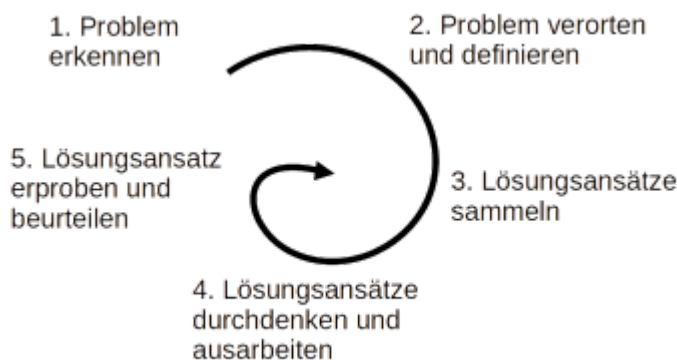 1. Problem
erkennen
2. Problem verorten
und definieren
3. Lösungsansätze
sammeln
4. Lösungsansätze
durchdenken und
ausarbeiten
5. Lösungsansatz
erproben und
beurteilen